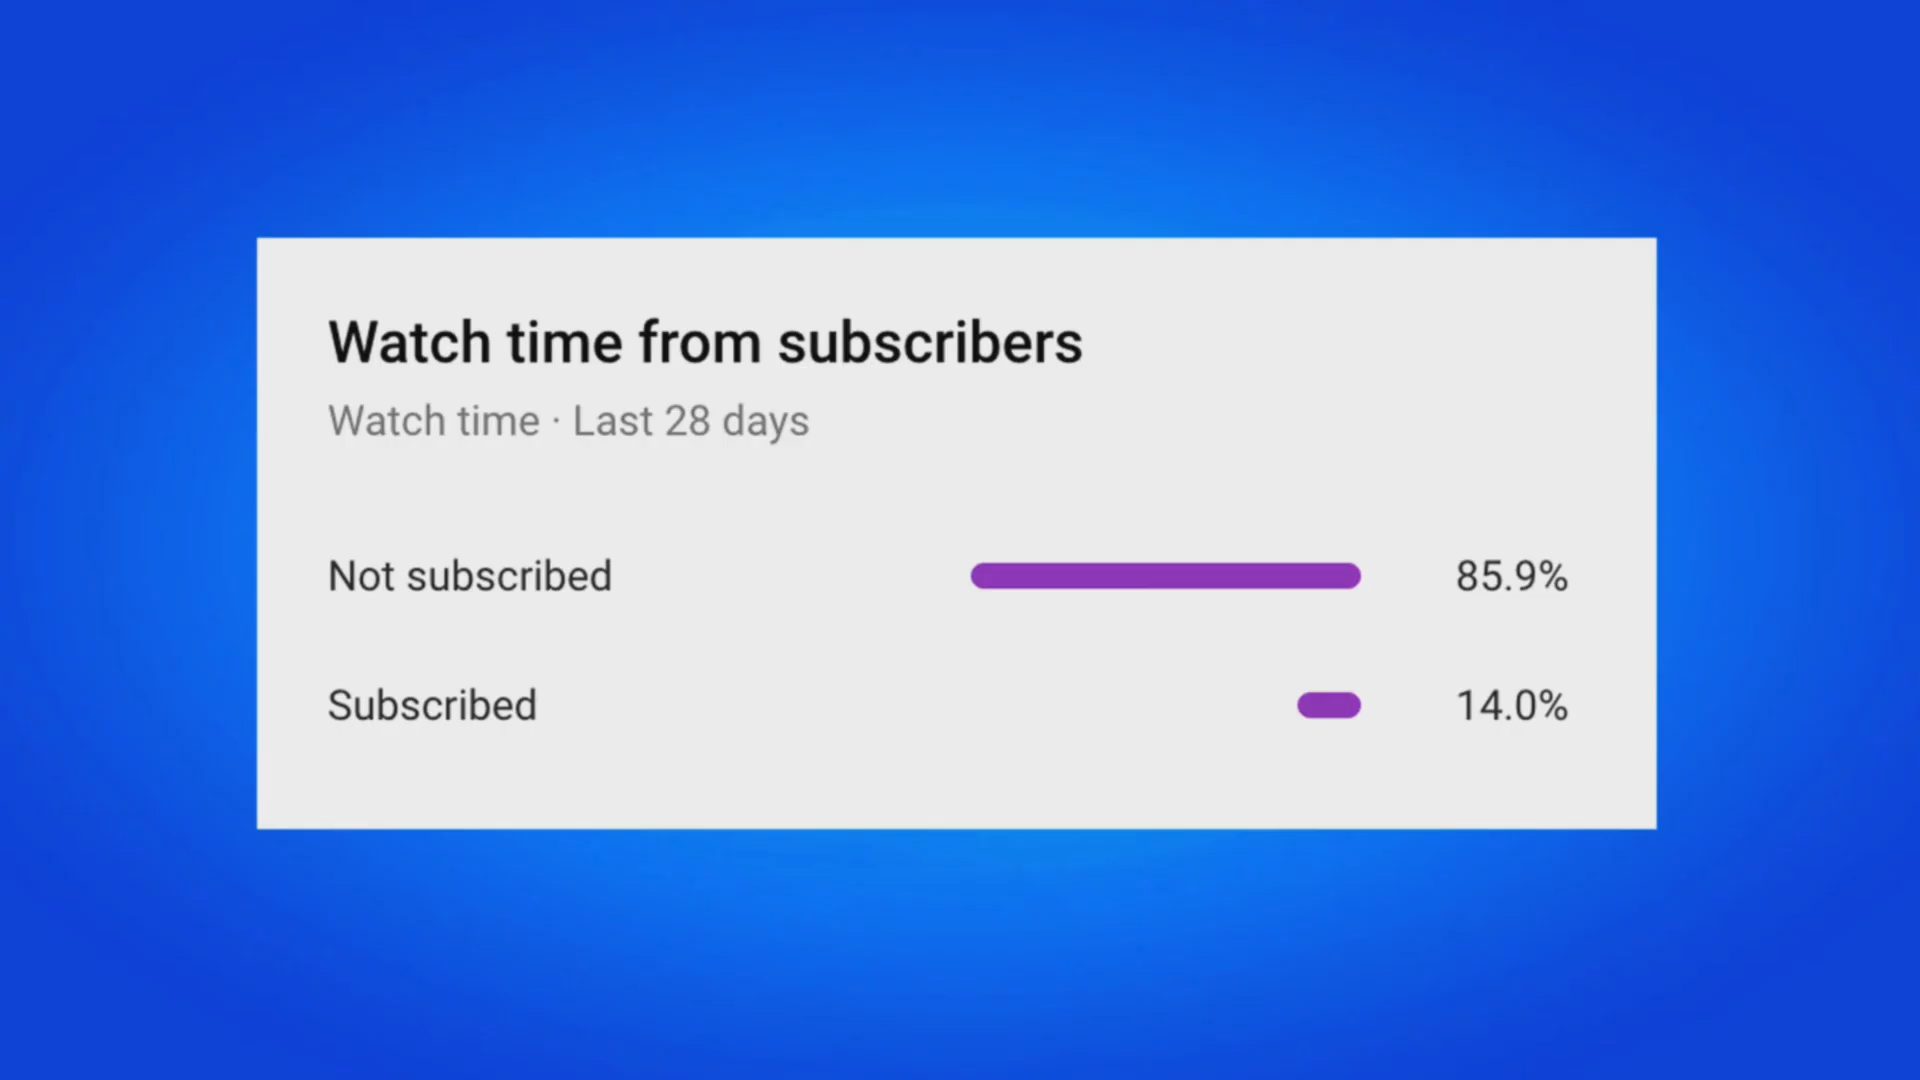 Watch time from subscribers
Watch time · Last 28 days
Not subscribed 85.9%
Subscribed 14.0%